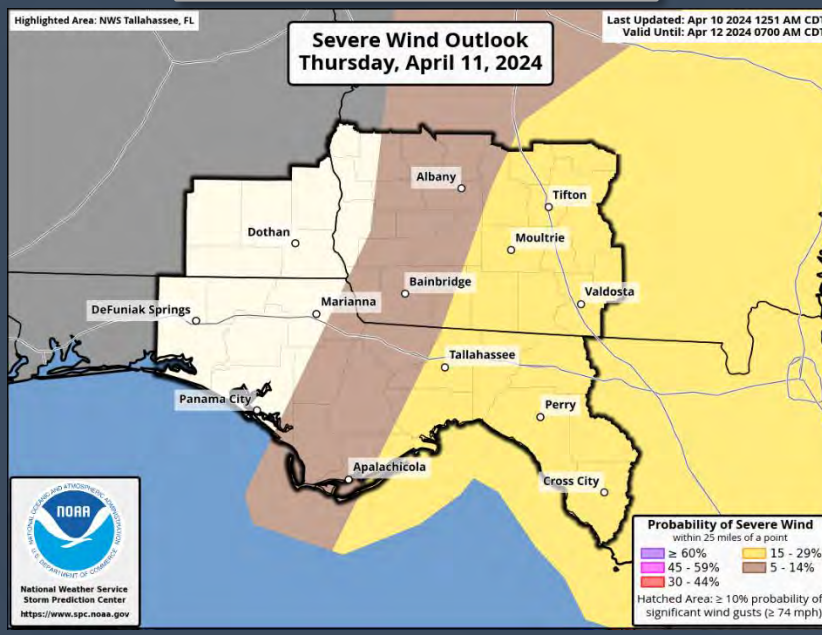 Highlighted Area: NWS Tallahassee, FL
Severe Wind Outlook
Thursday, April 11, 2024
Last Updated: Apr 10 2024 1251 AM CDT
Valid Until: Apr 12 2024 0700 AM CDT
Albany
Tifton
Dothan
Moultrie
Bainbridge
Valdosta
Marianna
DeFuniak Springs
Tallahassee
Panama City
Perry
Apalachicola
Cross City
NATIONAL OCEANIC AND ATMOSPHERIC ADMINISTRATION
NOAA
U.S. DEPARTMENT OF COMMERCE
National Weather Service
Storm Prediction Center
https://www.spc.noaa.gov
Probability of Severe Wind
within 25 miles of a point
≥ 60%
15 - 29%
45 - 59%
5 - 14%
30 - 44%
Hatched Area: ≥ 10% probability of
significant wind gusts (≥ 74 mph)